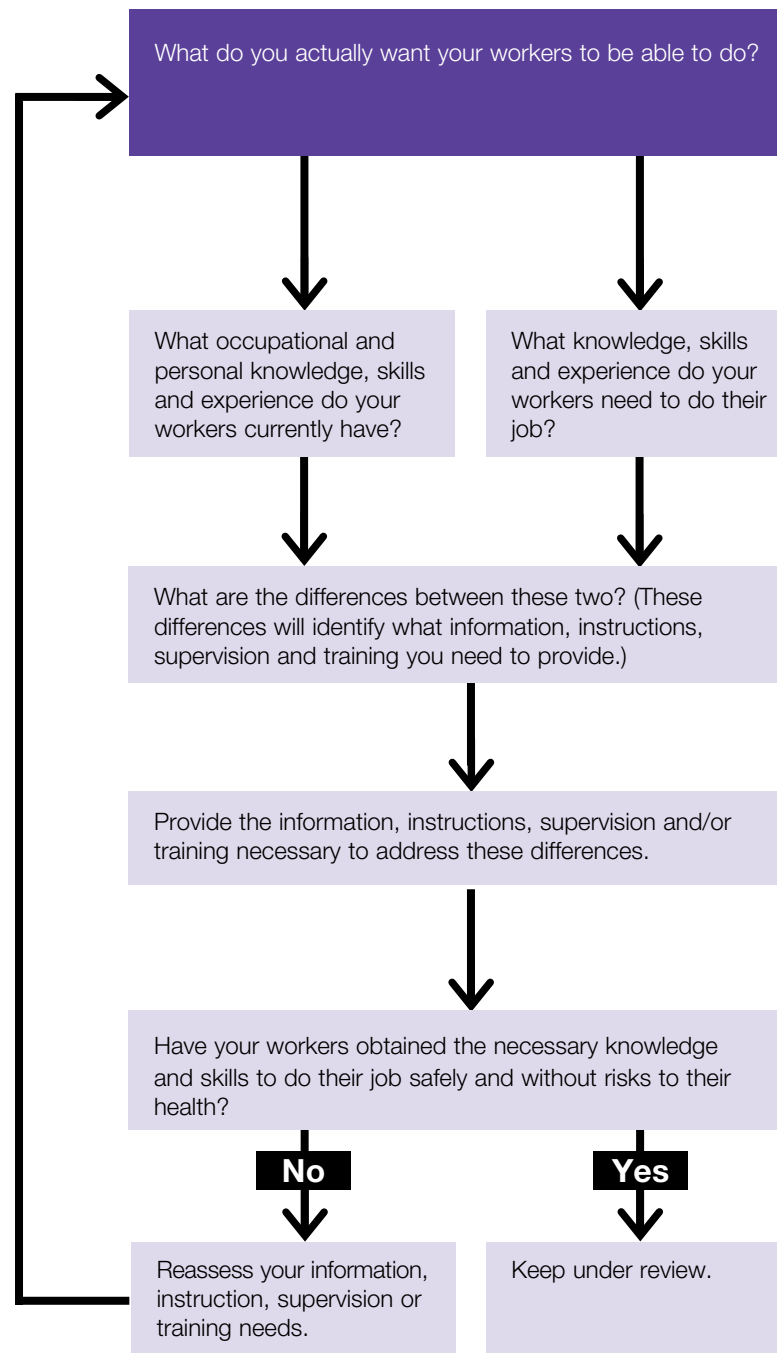 What do you actually want your workers to be able to do?
What occupational and
personal knowledge, skills
and experience do your
workers currently have?
What knowledge, skills
and experience do your
workers need to do their
job?
What are the differences between these two? (These
differences will identify what information, instructions,
supervision and training you need to provide.)
Provide the information, instructions, supervision and/or
training necessary to address these differences.
Have your workers obtained the necessary knowledge
and skills to do their job safely and without risks to their
health?
No
Yes
Reassess your information,
instruction, supervision or
training needs.
Keep under review.